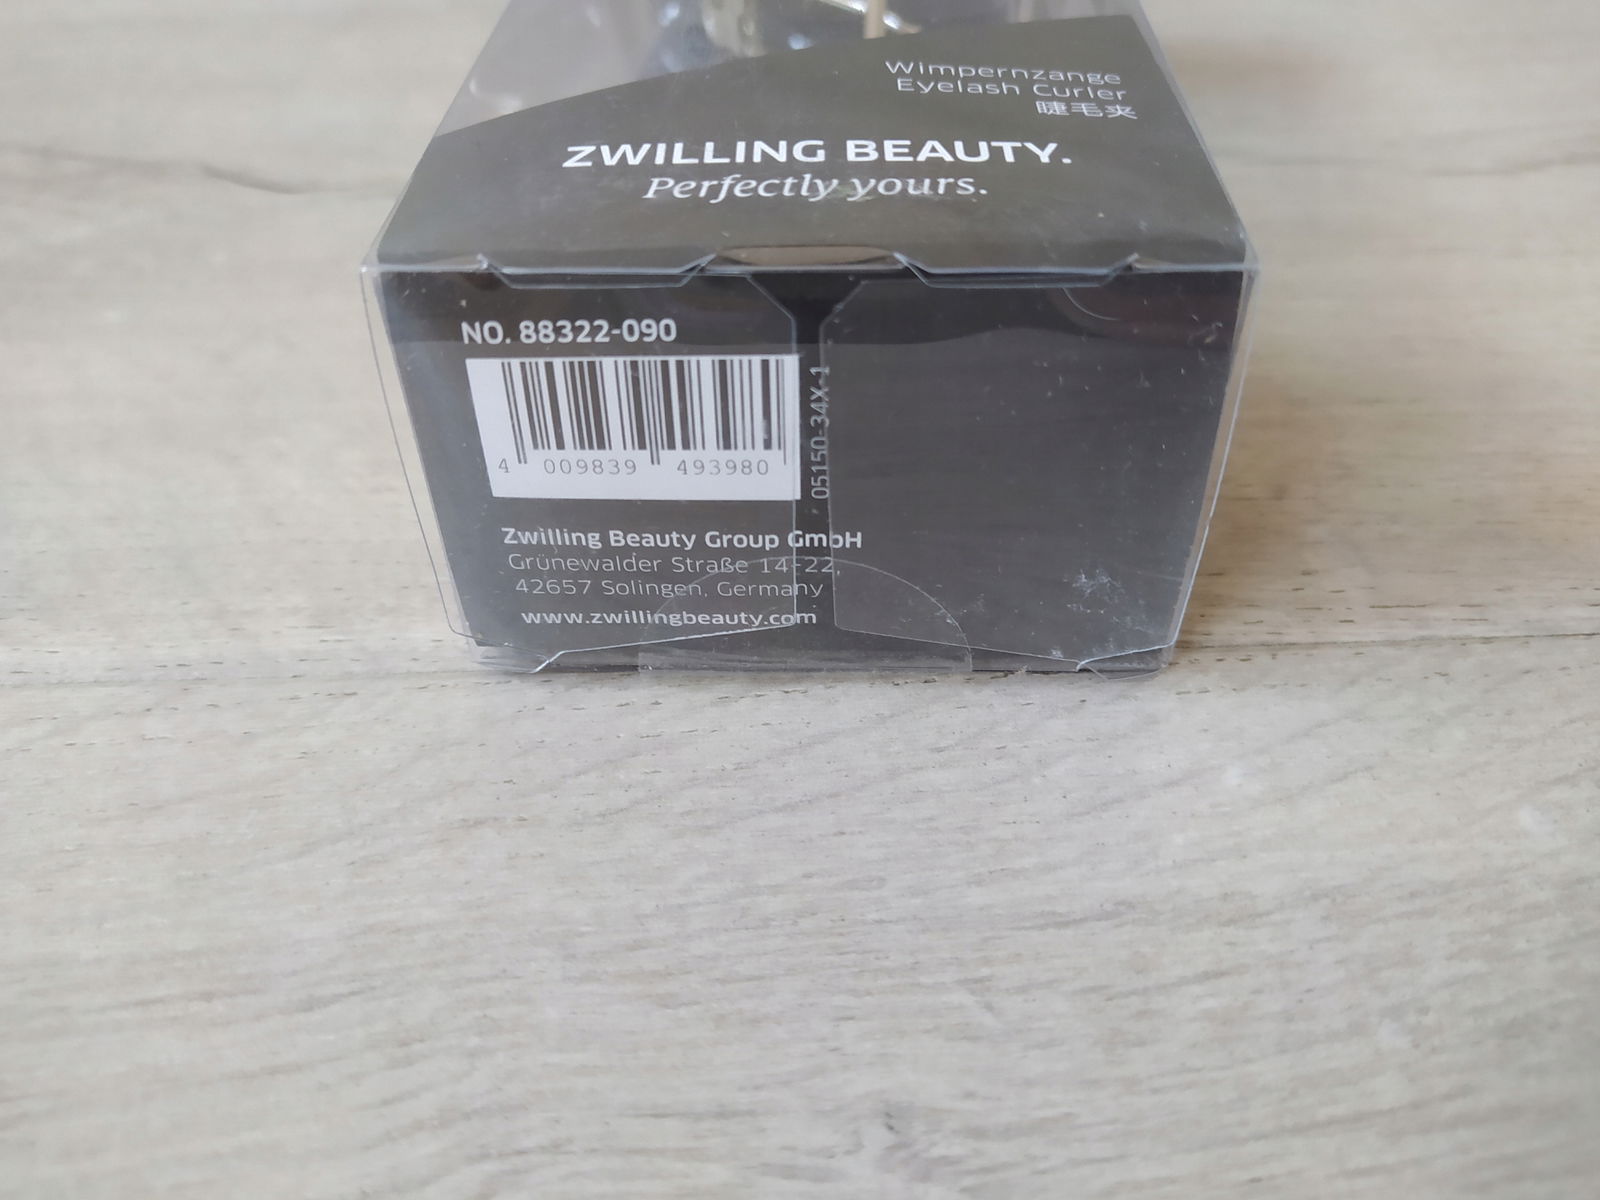 Wimpernzange
Eyelash Curler
睫毛夹
ZWILLING BEAUTY.
Perfectly yours.
NO. 88322-090
4 009839 493980
05150-34X-1
Zwilling Beauty Group GmbH
Grünewalder Straße 14-22,
42657 Solingen, Germany
www.zwillingbeauty.com